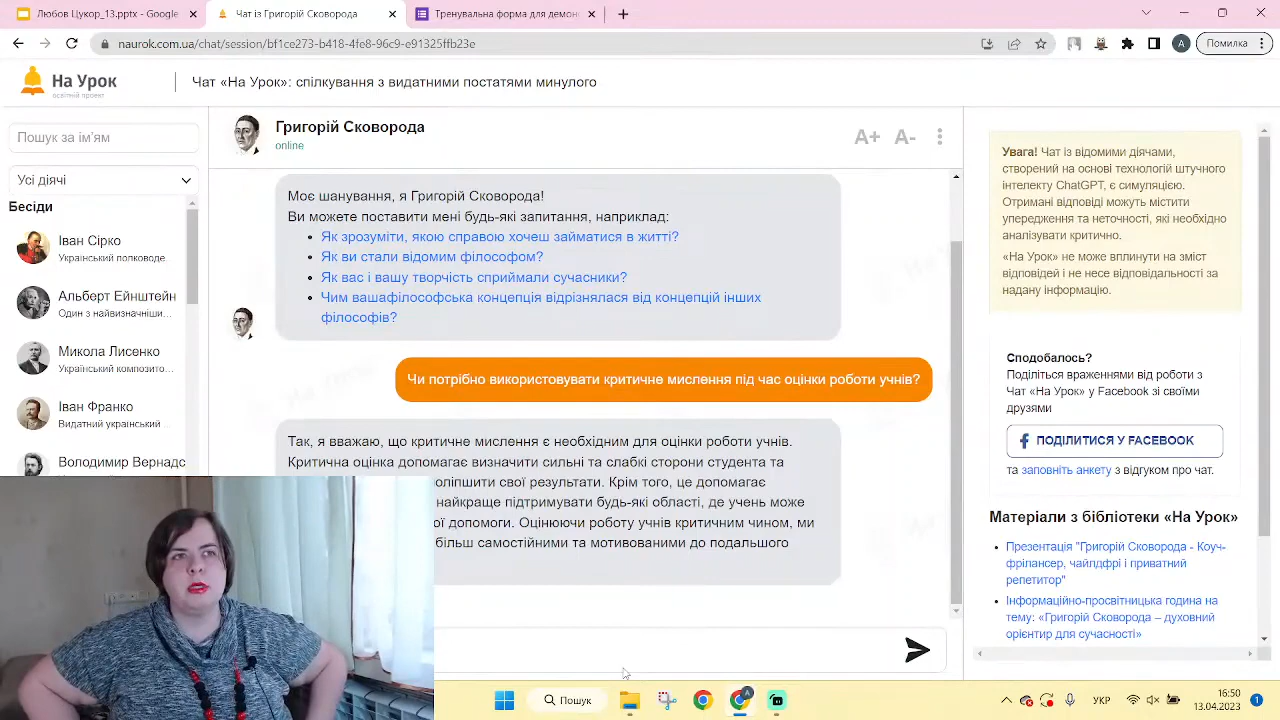 Любов Цукор_13.pptx - Google
Чат із Григорій Сковорода
Тренувальна форма для демон
naurok.com.ua/chat/session/bf1ce273-b418-4fe8-96c9-e91325ffb23e
A
Помилка
На Урок
освітній проект
Чат «На Урок»: спілкування з видатними постатями минулого
Пошук за ім'ям
Усі діячі
Бесіди
Іван Сірко
Український полководе
Альберт Ейнштейн
Один з найвизначніши...
Микола Лисенко
Український композито...
Іван Франко
Видатний український ...
Володимир Вернадс
Григорій Сковорода
online
A+ A-
Моє шанування, я Григорій Сковорода!
Ви можете поставити мені будь-які запитання, наприклад:
Як зрозуміти, якою справою хочеш займатися в житті?
Як ви стали відомим філософом?
Як вас і вашу творчість сприймали сучасники?
Чим вашафілософська концепція відрізнялася від концепцій інших
філософів?
Чи потрібно використовувати критичне мислення під час оцінки роботи учнів?
Так, я вважаю, що критичне мислення є необхідним для оцінки роботи учнів.
Критична оцінка допомагає визначити сильні та слабкі сторони студента та
оліпшити свої результати. Крім того, це допомагає
найкраще підтримувати будь-які області, де учень може
ої допомоги. Оцінюючи роботу учнів критичним чином, ми
більш самостійними та мотивованими до подальшого
Увага! Чат із відомими діячами,
створений на основі технологій штучного
інтелекту ChatGPT, є симуляцією.
Отримані відповіді можуть містити
упередження та неточності, які необхідно
аналізувати критично.
«На Урок» не може вплинути на зміст
відповідей і не несе відповідальності за
надану інформацію.
Сподобалось?
Поділіться враженнями від роботи з
Чат «На Урок» у Facebook зі своїми
друзями
ПОДІЛИТИСЯ У FACEBOOK
та заповніть анкету з відгуком про чат.
Матеріали з бібліотеки «На Урок»
Презентація "Григорій Сковорода - Коуч-
фрілансер, чайлдфрі і приватний
репетитор"
Інформаційно-просвітницька година на
тему: «Григорій Сковорода – духовний
орієнтир для сучасності»
Пошук
A
УКР
16:50
13.04.2023
1